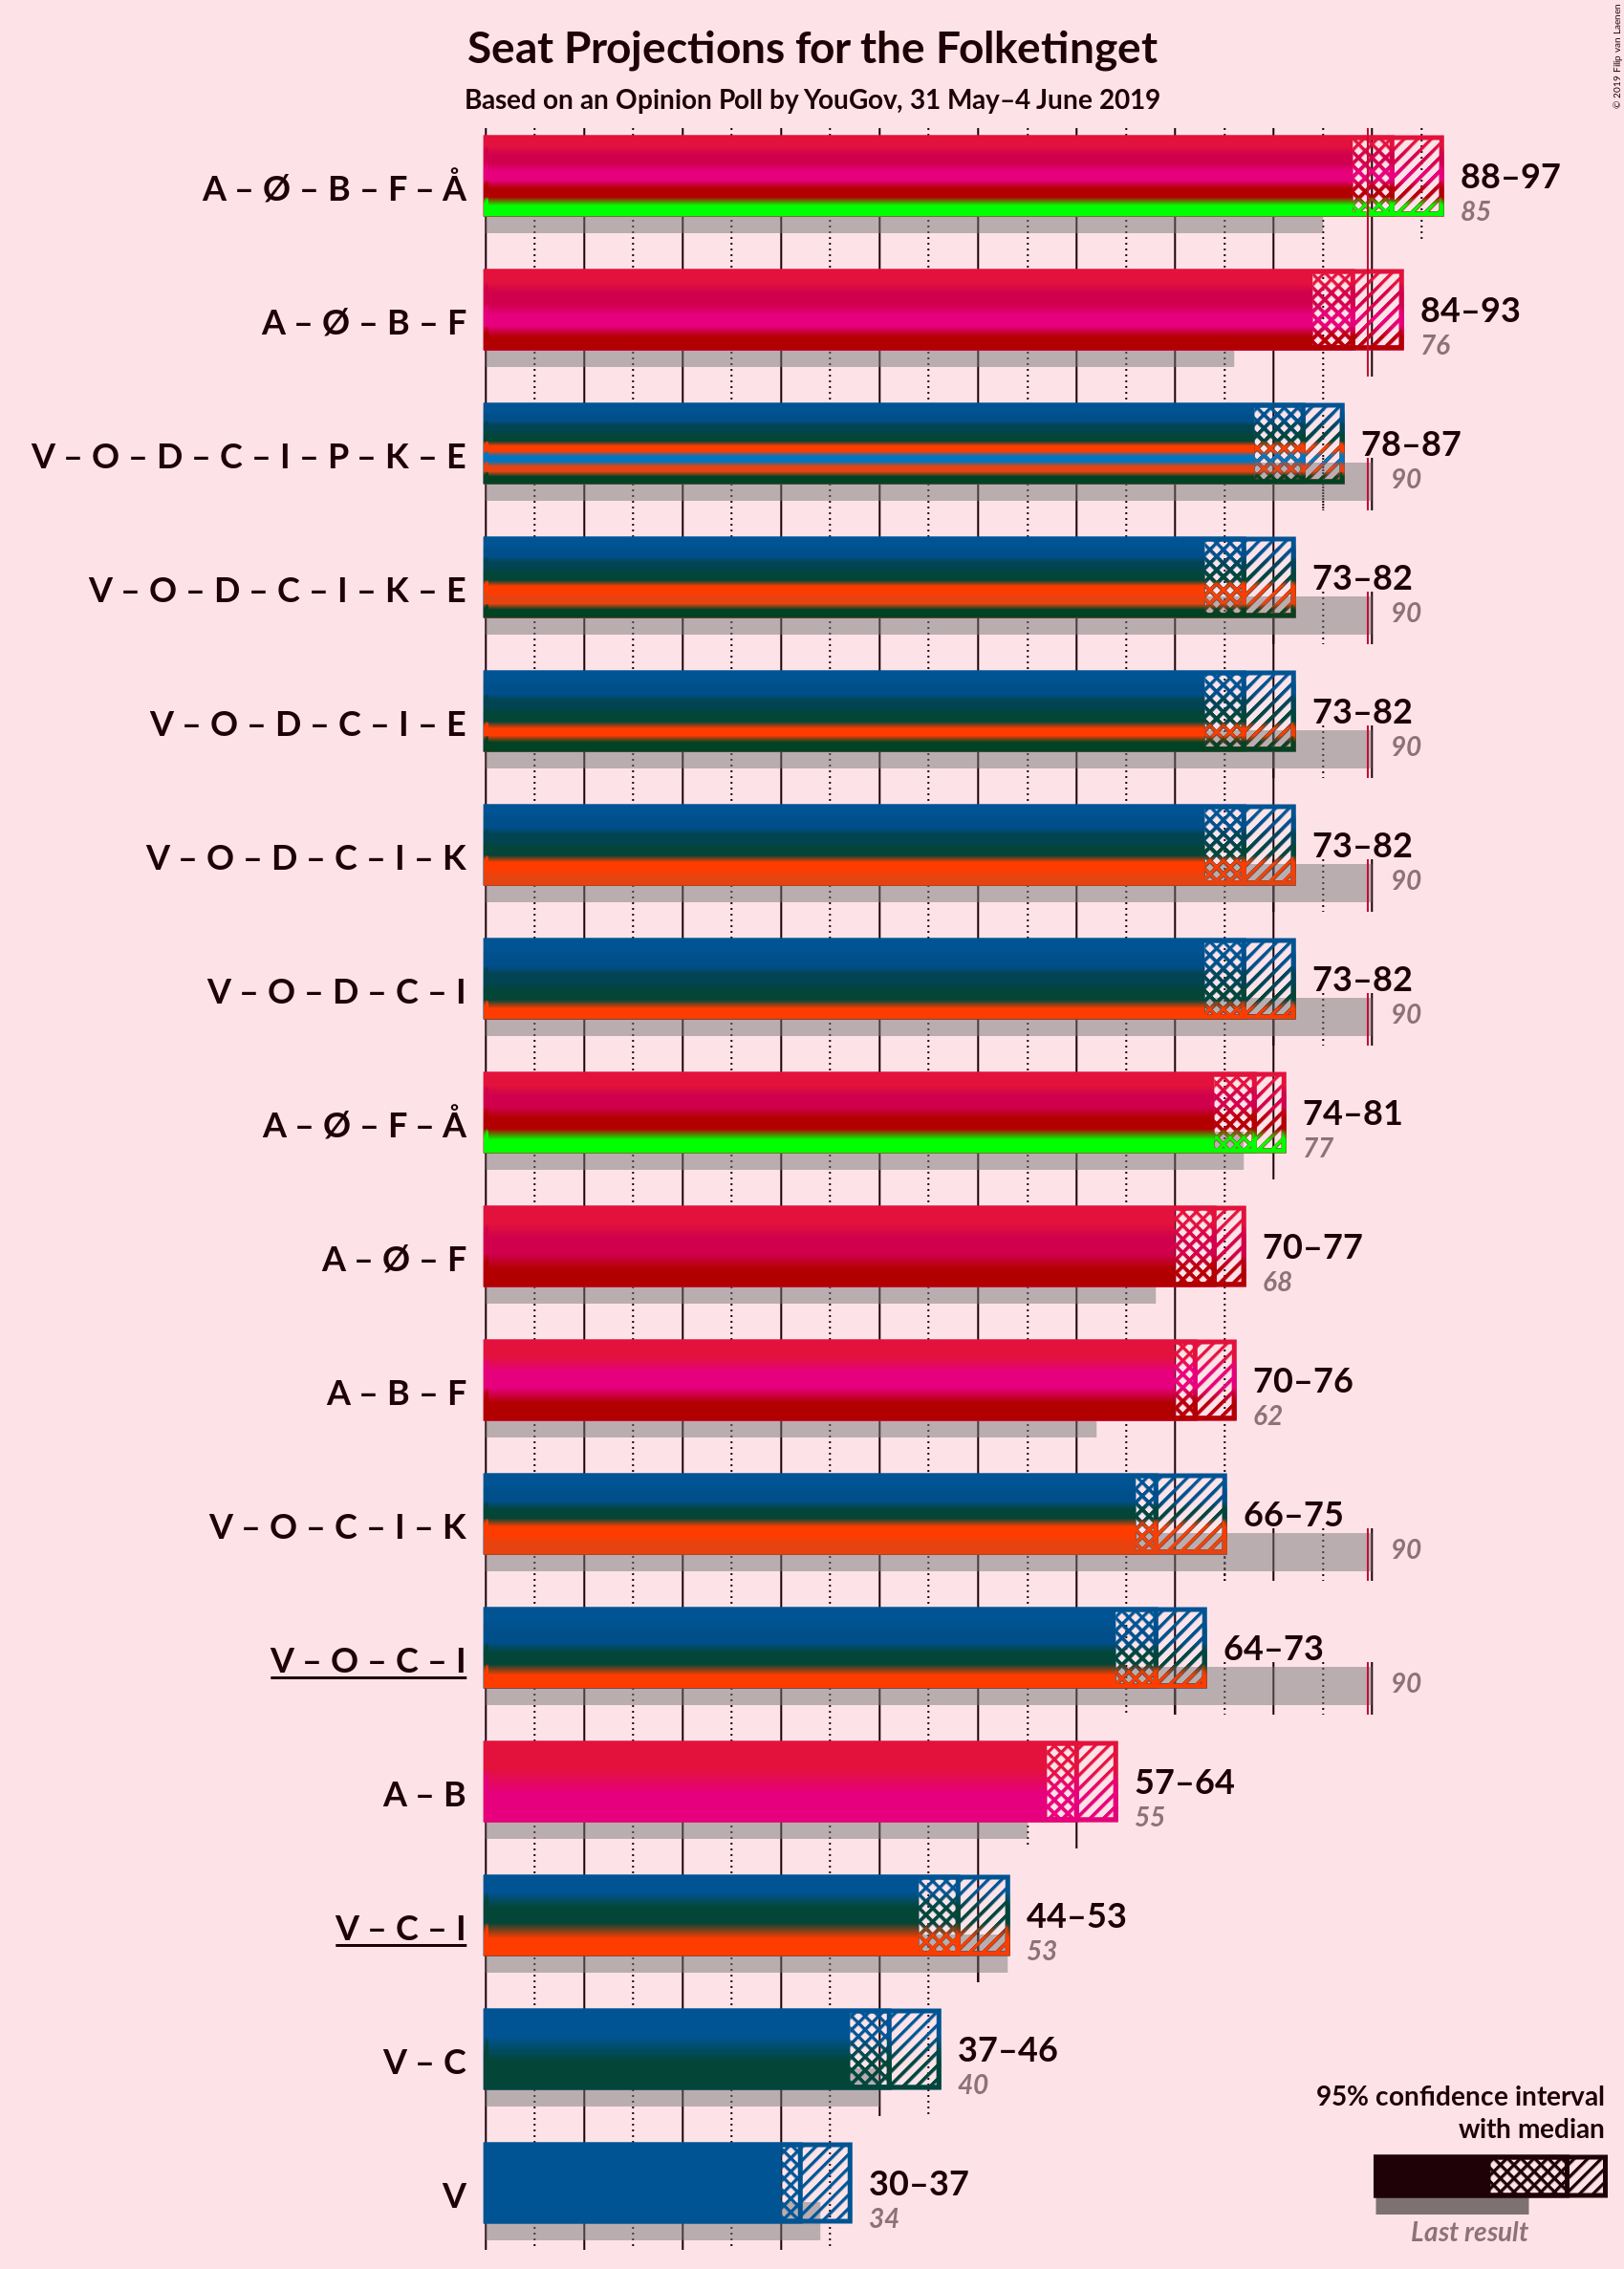 Seat Projections for the Folketinget
Based on an Opinion Poll by YouGov, 31 May–4 June 2019
© 2019 Filip van Laenen
A – Ø – B – F – Å
88–97
85
A – Ø – B – F
84–93
76
V – O – D – C – I – P – K – E
78–87
90
V – O – D – C – I – K – E
73–82
90
V – O – D – C – I – E
73–82
90
V – O – D – C – I – K
73–82
90
V – O – D – C – I
73–82
90
A – Ø – F – Å
74–81
77
A – Ø – F
70–77
68
A – B – F
70–76
62
V – O – C – I – K
66–75
90
V – O – C – I
64–73
90
A – B
57–64
55
V – C – I
44–53
53
V – C
37–46
40
V
30–37
34
95% confidence interval
with median
Last result